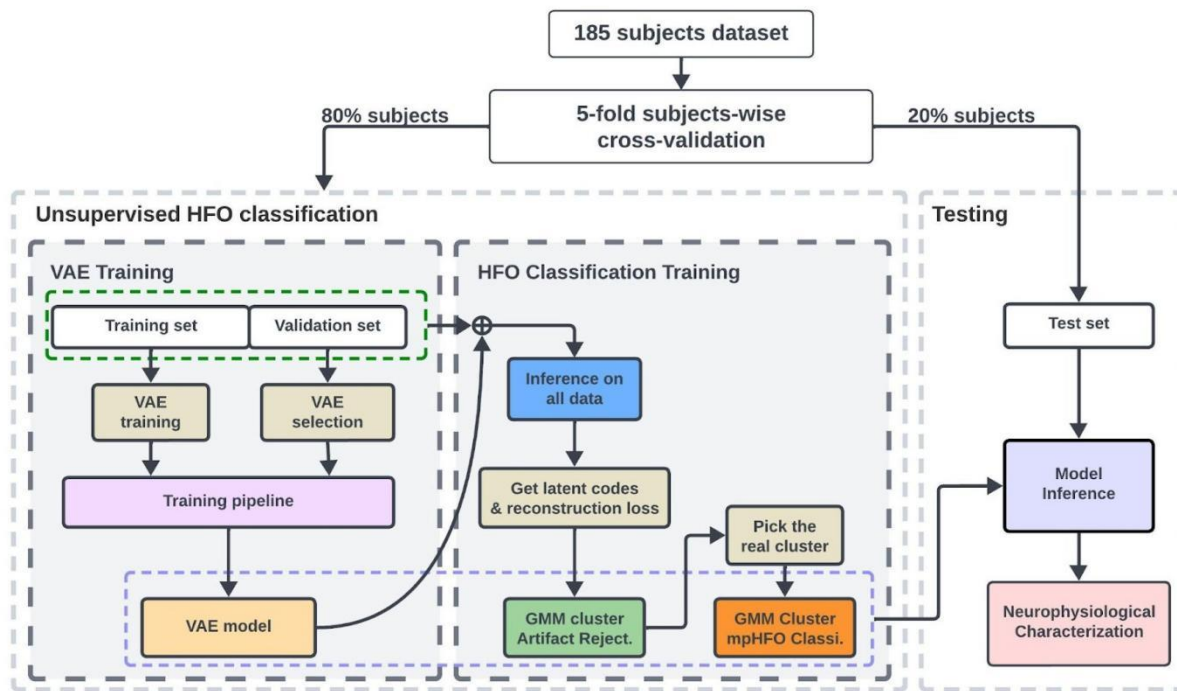 185 subjects dataset
5-fold subjects-wise
cross-validation
80% subjects
20% subjects
Unsupervised HFO classification
Testing
VAE Training
HFO Classification Training
Training set
Validation set
Test set
Inference on
all data
VAE
training
VAE
selection
Get latent codes
& reconstruction loss
Model
Inference
Training pipeline
Pick the
real cluster
VAE model
GMM cluster
Artifact Reject.
GMM Cluster
mpHFO Classi.
Neurophysiological
Characterization